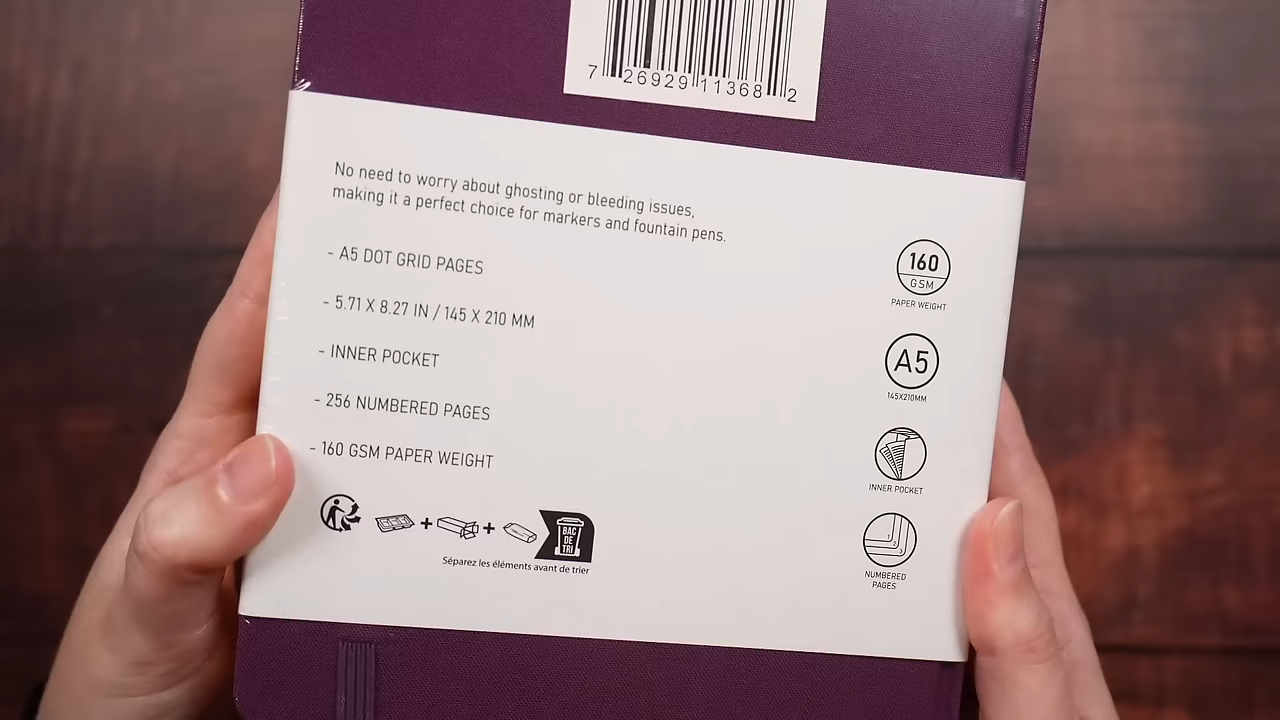 7 26929 11368 2
No need to worry about ghosting or bleeding issues,
making it a perfect choice for markers and fountain pens.
- A5 DOT GRID PAGES
- 5.71 X 8.27 IN / 145 X 210 MM
- INNER POCKET
- 256 NUMBERED PAGES
- 160 GSM PAPER WEIGHT
BAC
DE
TRI
Séparez les éléments avant de trier
160
GSM
PAPER WEIGHT
A5
145X210MM
INNER POCKET
NUMBERED
PAGES